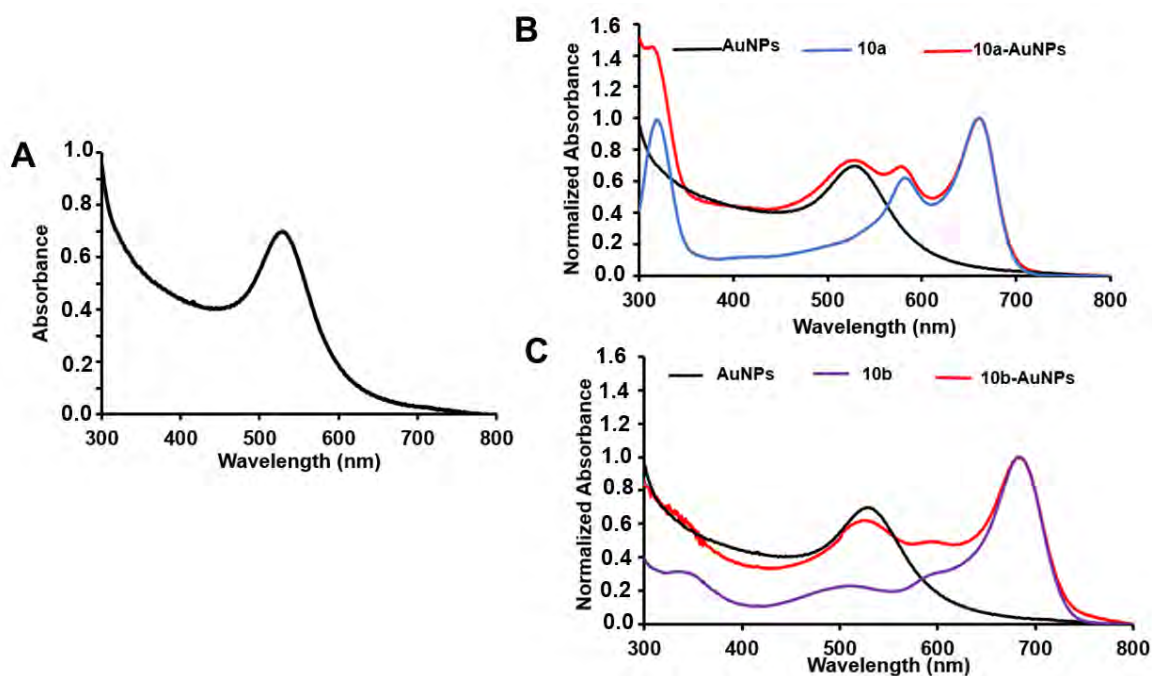 A
Absorbance
1.0
0.8
0.6
0.4
0.2
0.0
300 400 500 600 700 800
Wavelength (nm)
B
Normalized Absorbance
AuNPs 10a 10a-AuNPs
1.6
1.4
1.2
1.0
0.8
0.6
0.4
0.2
0.0
300 400 500 600 700 800
Wavelength (nm)
C
Normalized Absorbance
AuNPs 10b 10b-AuNPs
1.6
1.4
1.2
1.0
0.8
0.6
0.4
0.2
0.0
300 400 500 600 700 800
Wavelength (nm)